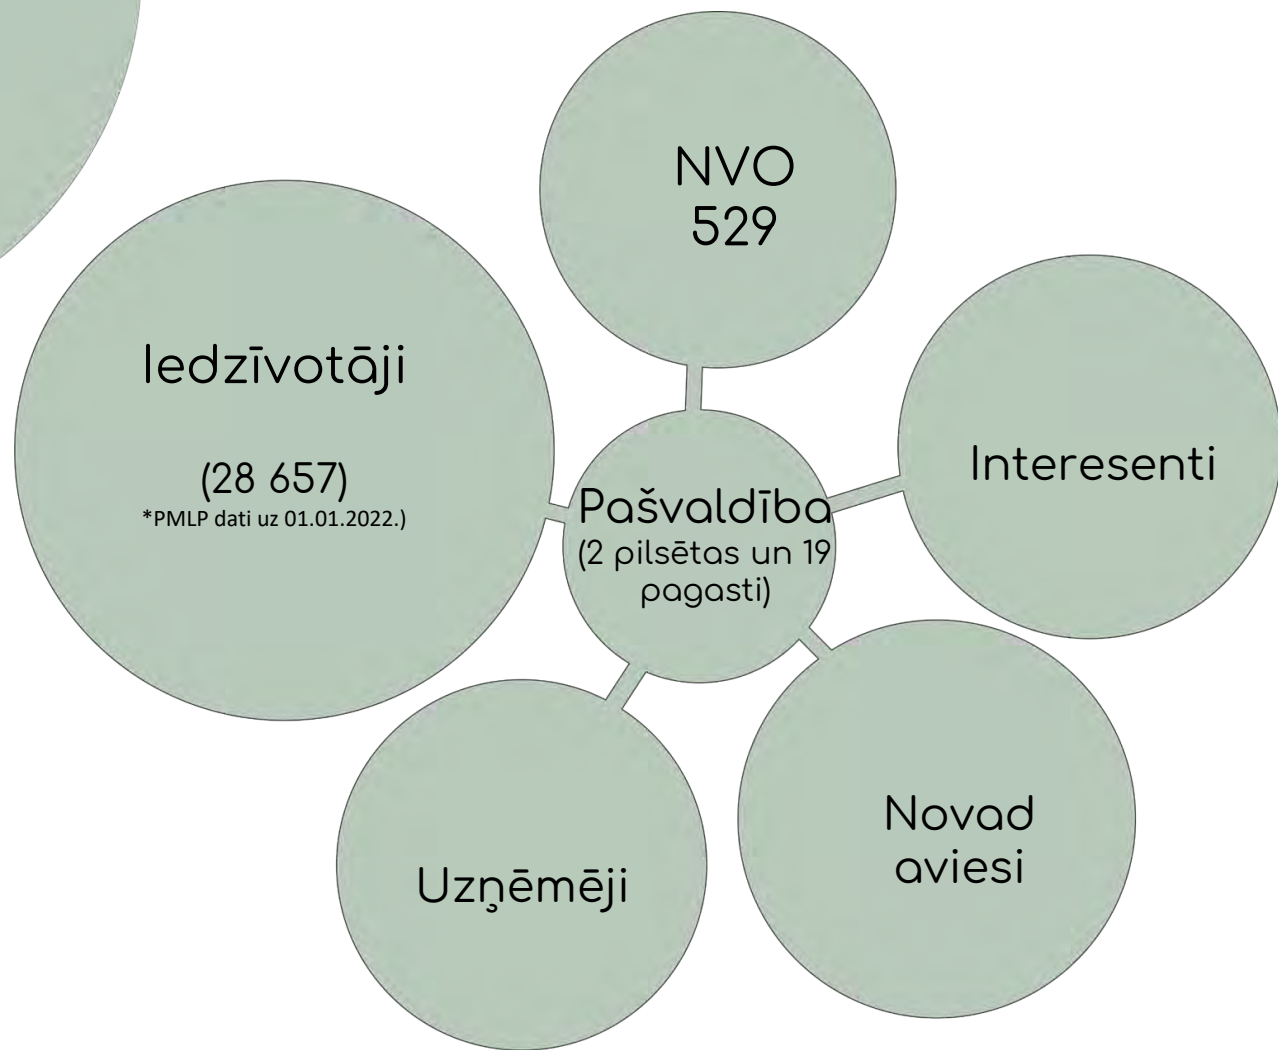 NVO
529
Iedzīvotāji
(28 657)
*PMLP dati uz 01.01.2022.)
Interesenti
Pašvaldība
(2 pilsētas un 19
pagasti)
Novad
aviesi
Uzņēmēji